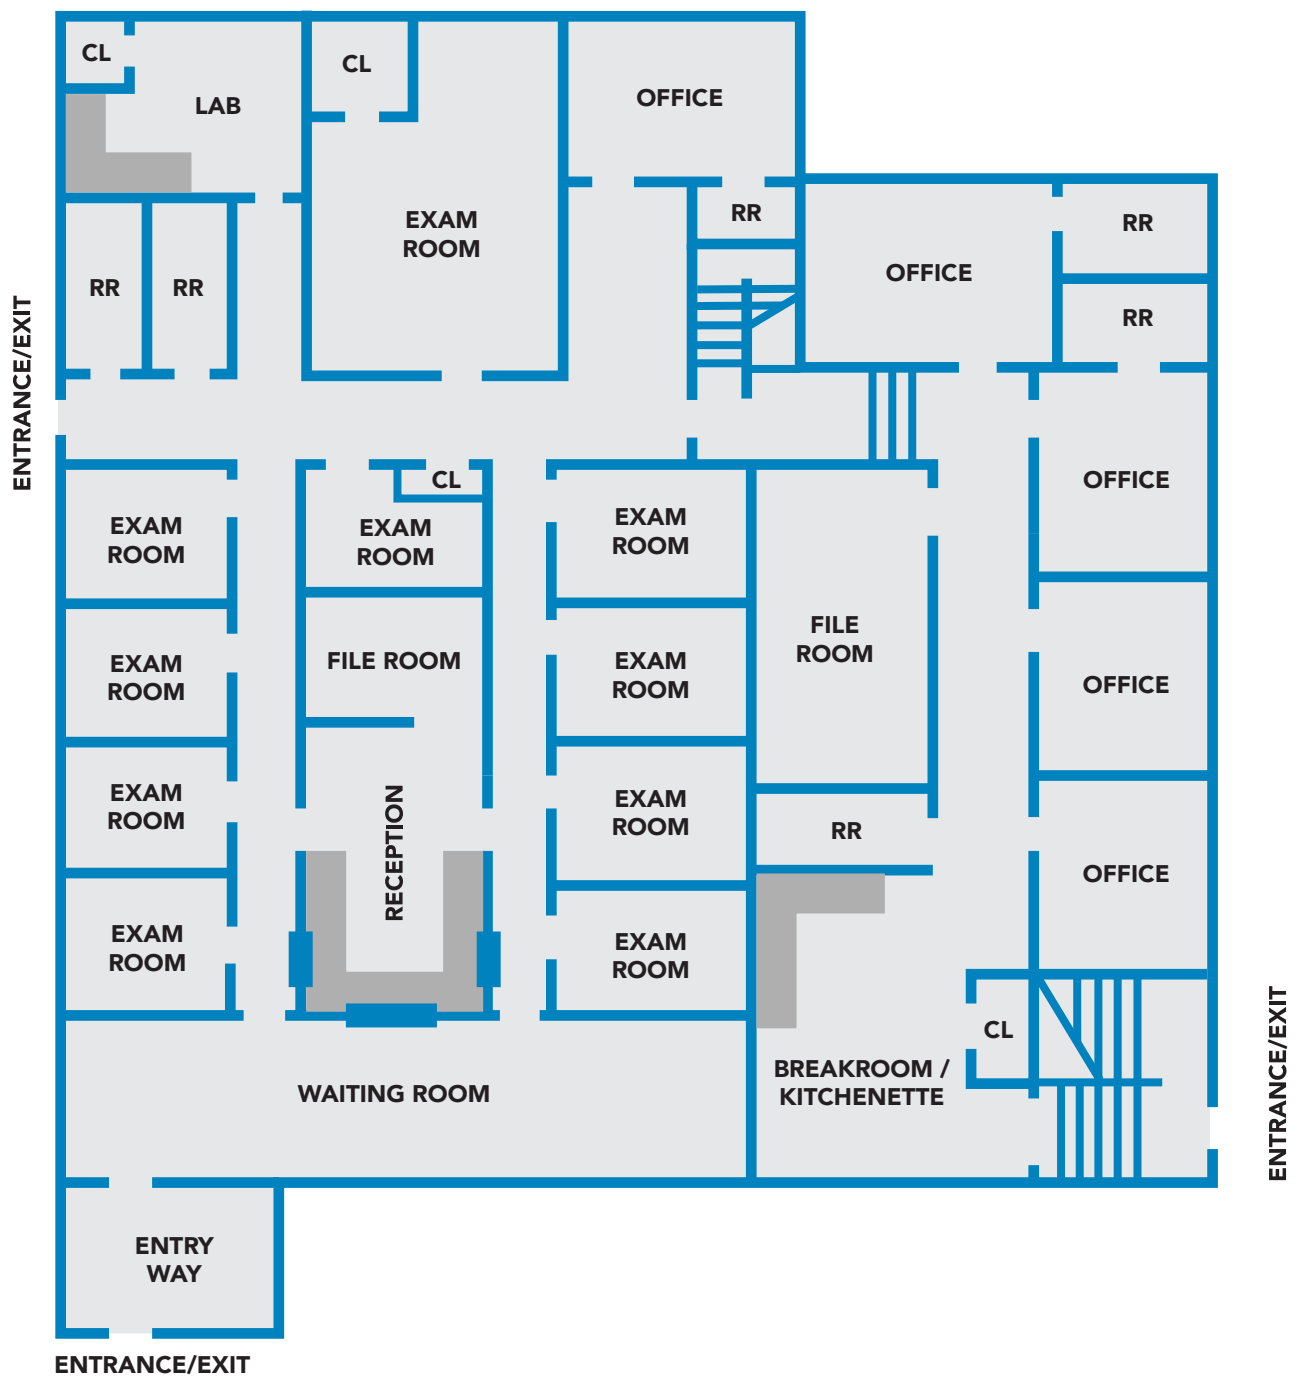 CL
LAB
CL
OFFICE
EXAM
ROOM
RR
RR
OFFICE
RR
RR
RR
ENTRANCE/EXIT
CL
OFFICE
EXAM
ROOM
EXAM
ROOM
EXAM
ROOM
FILE
ROOM
EXAM
ROOM
FILE ROOM
EXAM
ROOM
OFFICE
EXAM
ROOM
RECEPTION
EXAM
ROOM
RR
OFFICE
EXAM
ROOM
EXAM
ROOM
CL
BREAKROOM /
KITCHENETTE
WAITING ROOM
ENTRANCE/EXIT
ENTRY
WAY
ENTRANCE/EXIT